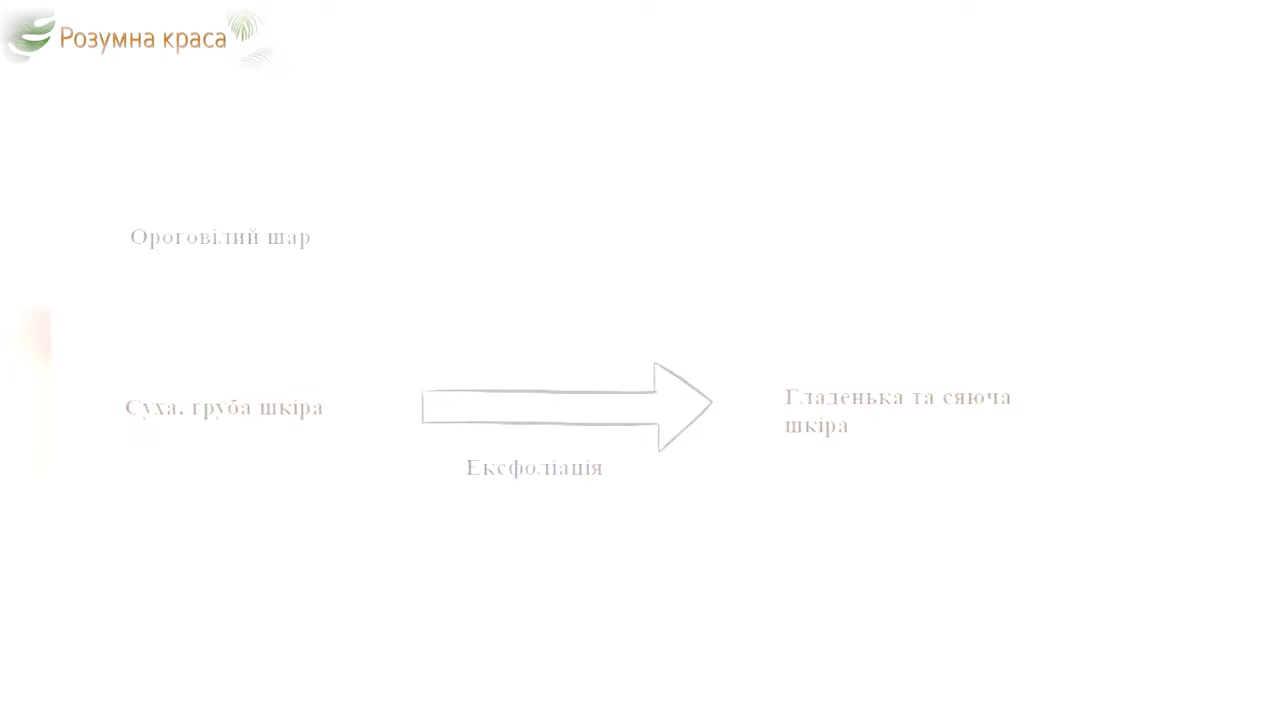 Розумна краса
Ороговілий шар
Суха, груба шкіра
Гладенька та сяюча
шкіра
Ексфоліація